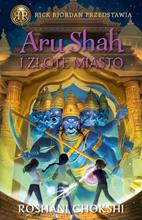 RICK RIORDAN PRZEDSTAWIA
ARU SHAH
I ZŁOTE MIASTO
ROSHANI CHOKSHI